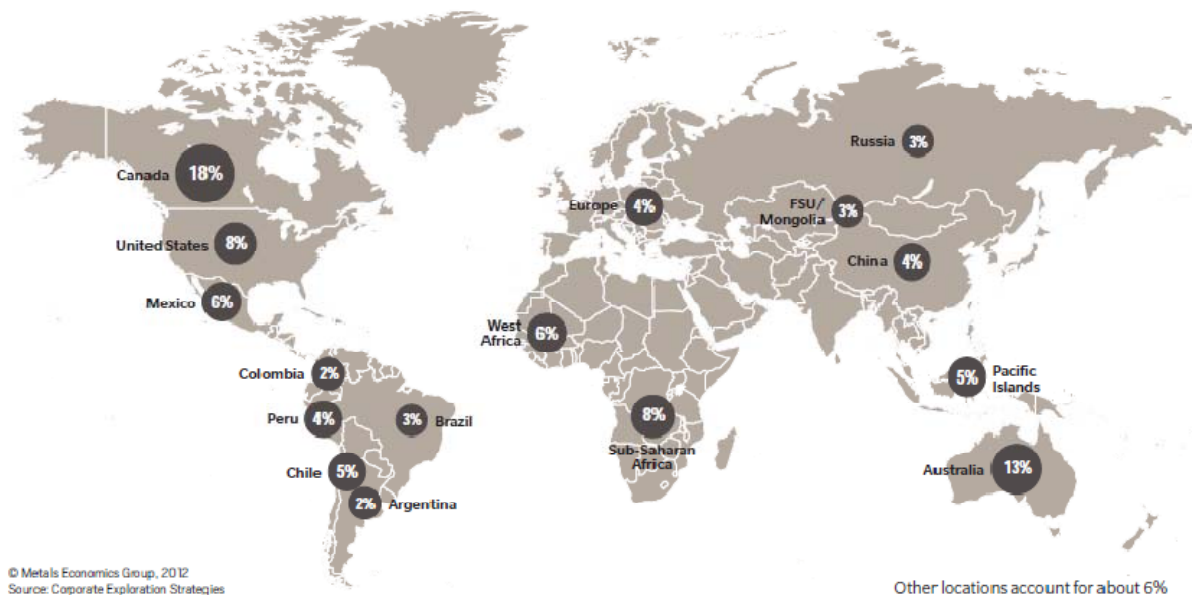 Canada 18%
United States 8%
Mexico 6%
Colombia 2%
Peru 4%
3% Brazil
Chile 5%
2% Argentina
Europe 4%
West
Africa
6%
8%
Sub-Saharan
Africa
Russia 3%
FSU/
Mongolia
3%
China 4%
5%
Pacific
Islands
Australia 13%
© Metals Economics Group, 2012
Source: Corporate Exploration Strategies
Other locations account for about 6%